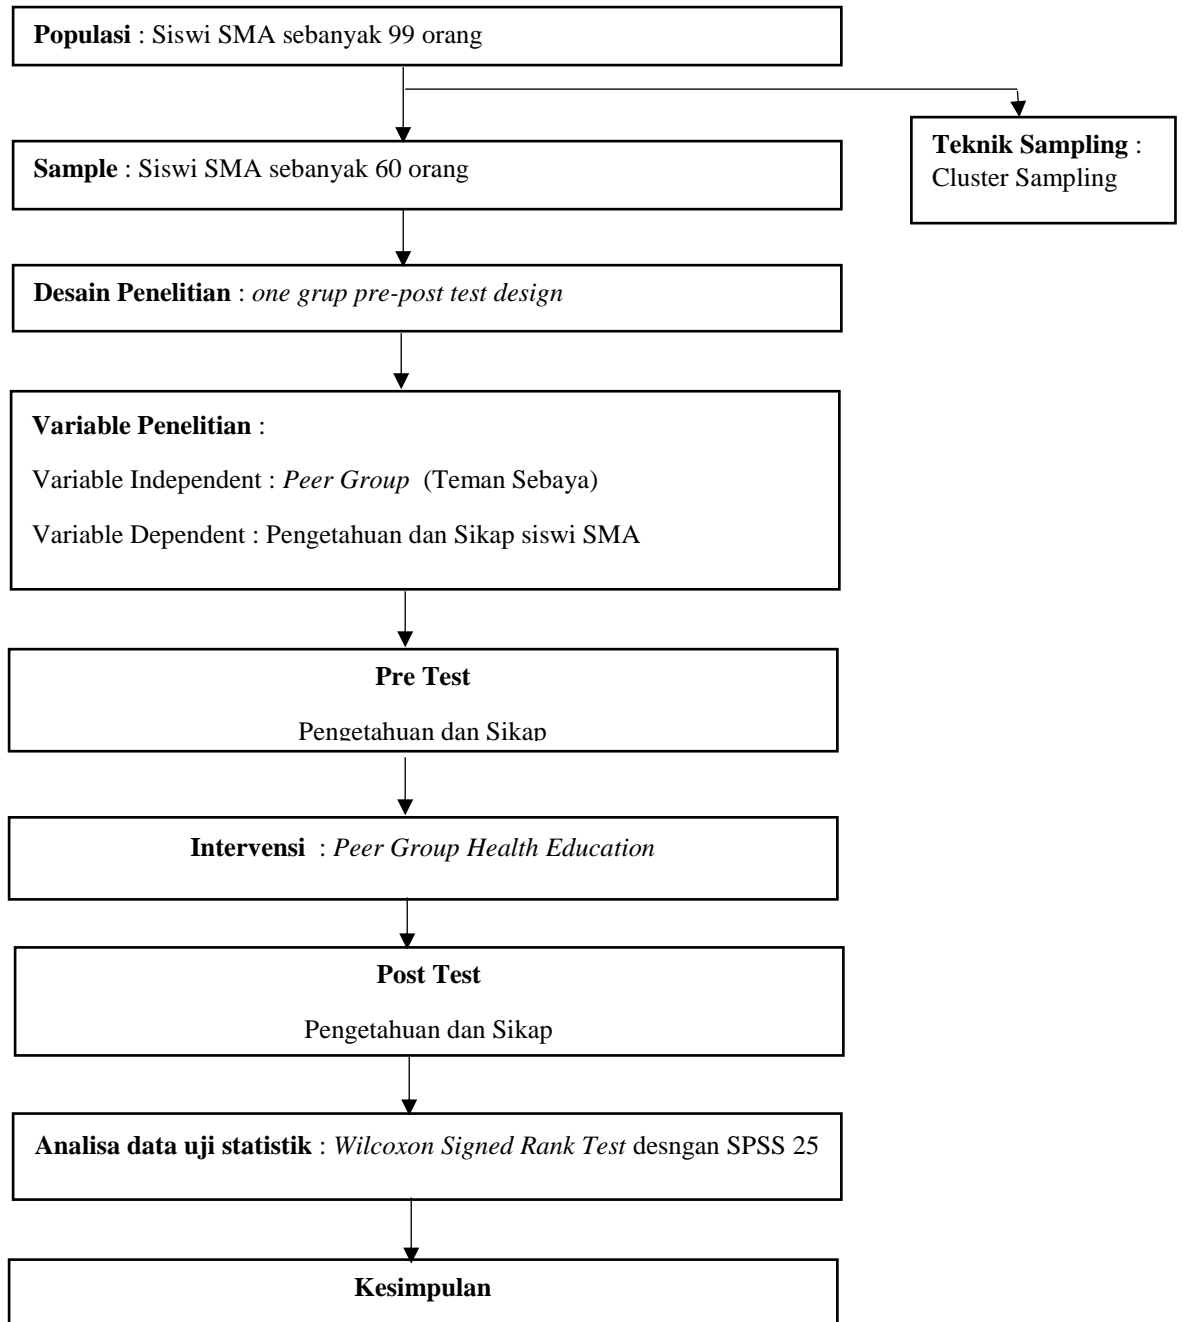 Populasi : Siswi SMA sebanyak 99 orang
Teknik Sampling :
Cluster Sampling
Sample : Siswi SMA sebanyak 60 orang
Desain Penelitian : one grup pre-post test design
Variable Penelitian :
Variable Independent : Peer Group (Teman Sebaya)
Variable Dependent : Pengetahuan dan Sikap siswi SMA
Pre Test
Pengetahuan dan Sikap
Intervensi : Peer Group Health Education
Post Test
Pengetahuan dan Sikap
Analisa data uji statistik : Wilcoxon Signed Rank Test desngan SPSS 25
Kesimpulan